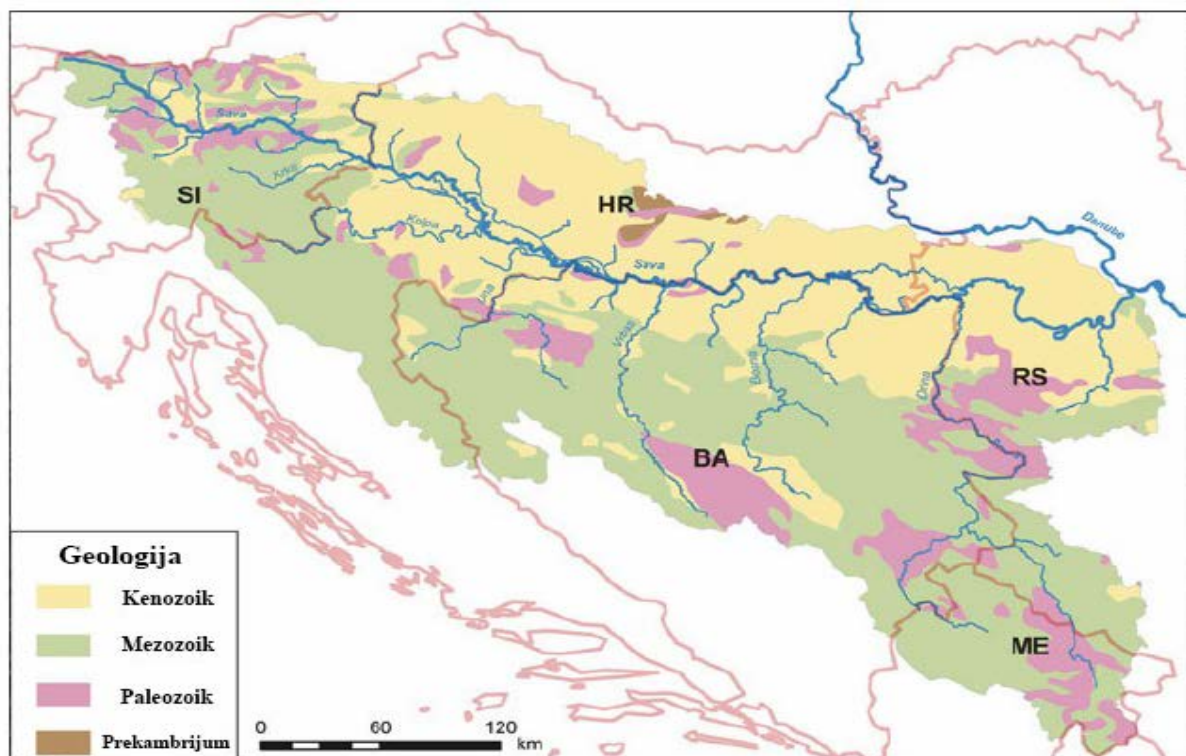 Sava
Krka
SI
Kolpa
HR
Danube
Sava
Una
Vrbas
Bosna
Drina
RS
BA
ME
Geologija
Kenozoik
Mezozoik
Paleozoik
Prekambrijum
0 60 120
km